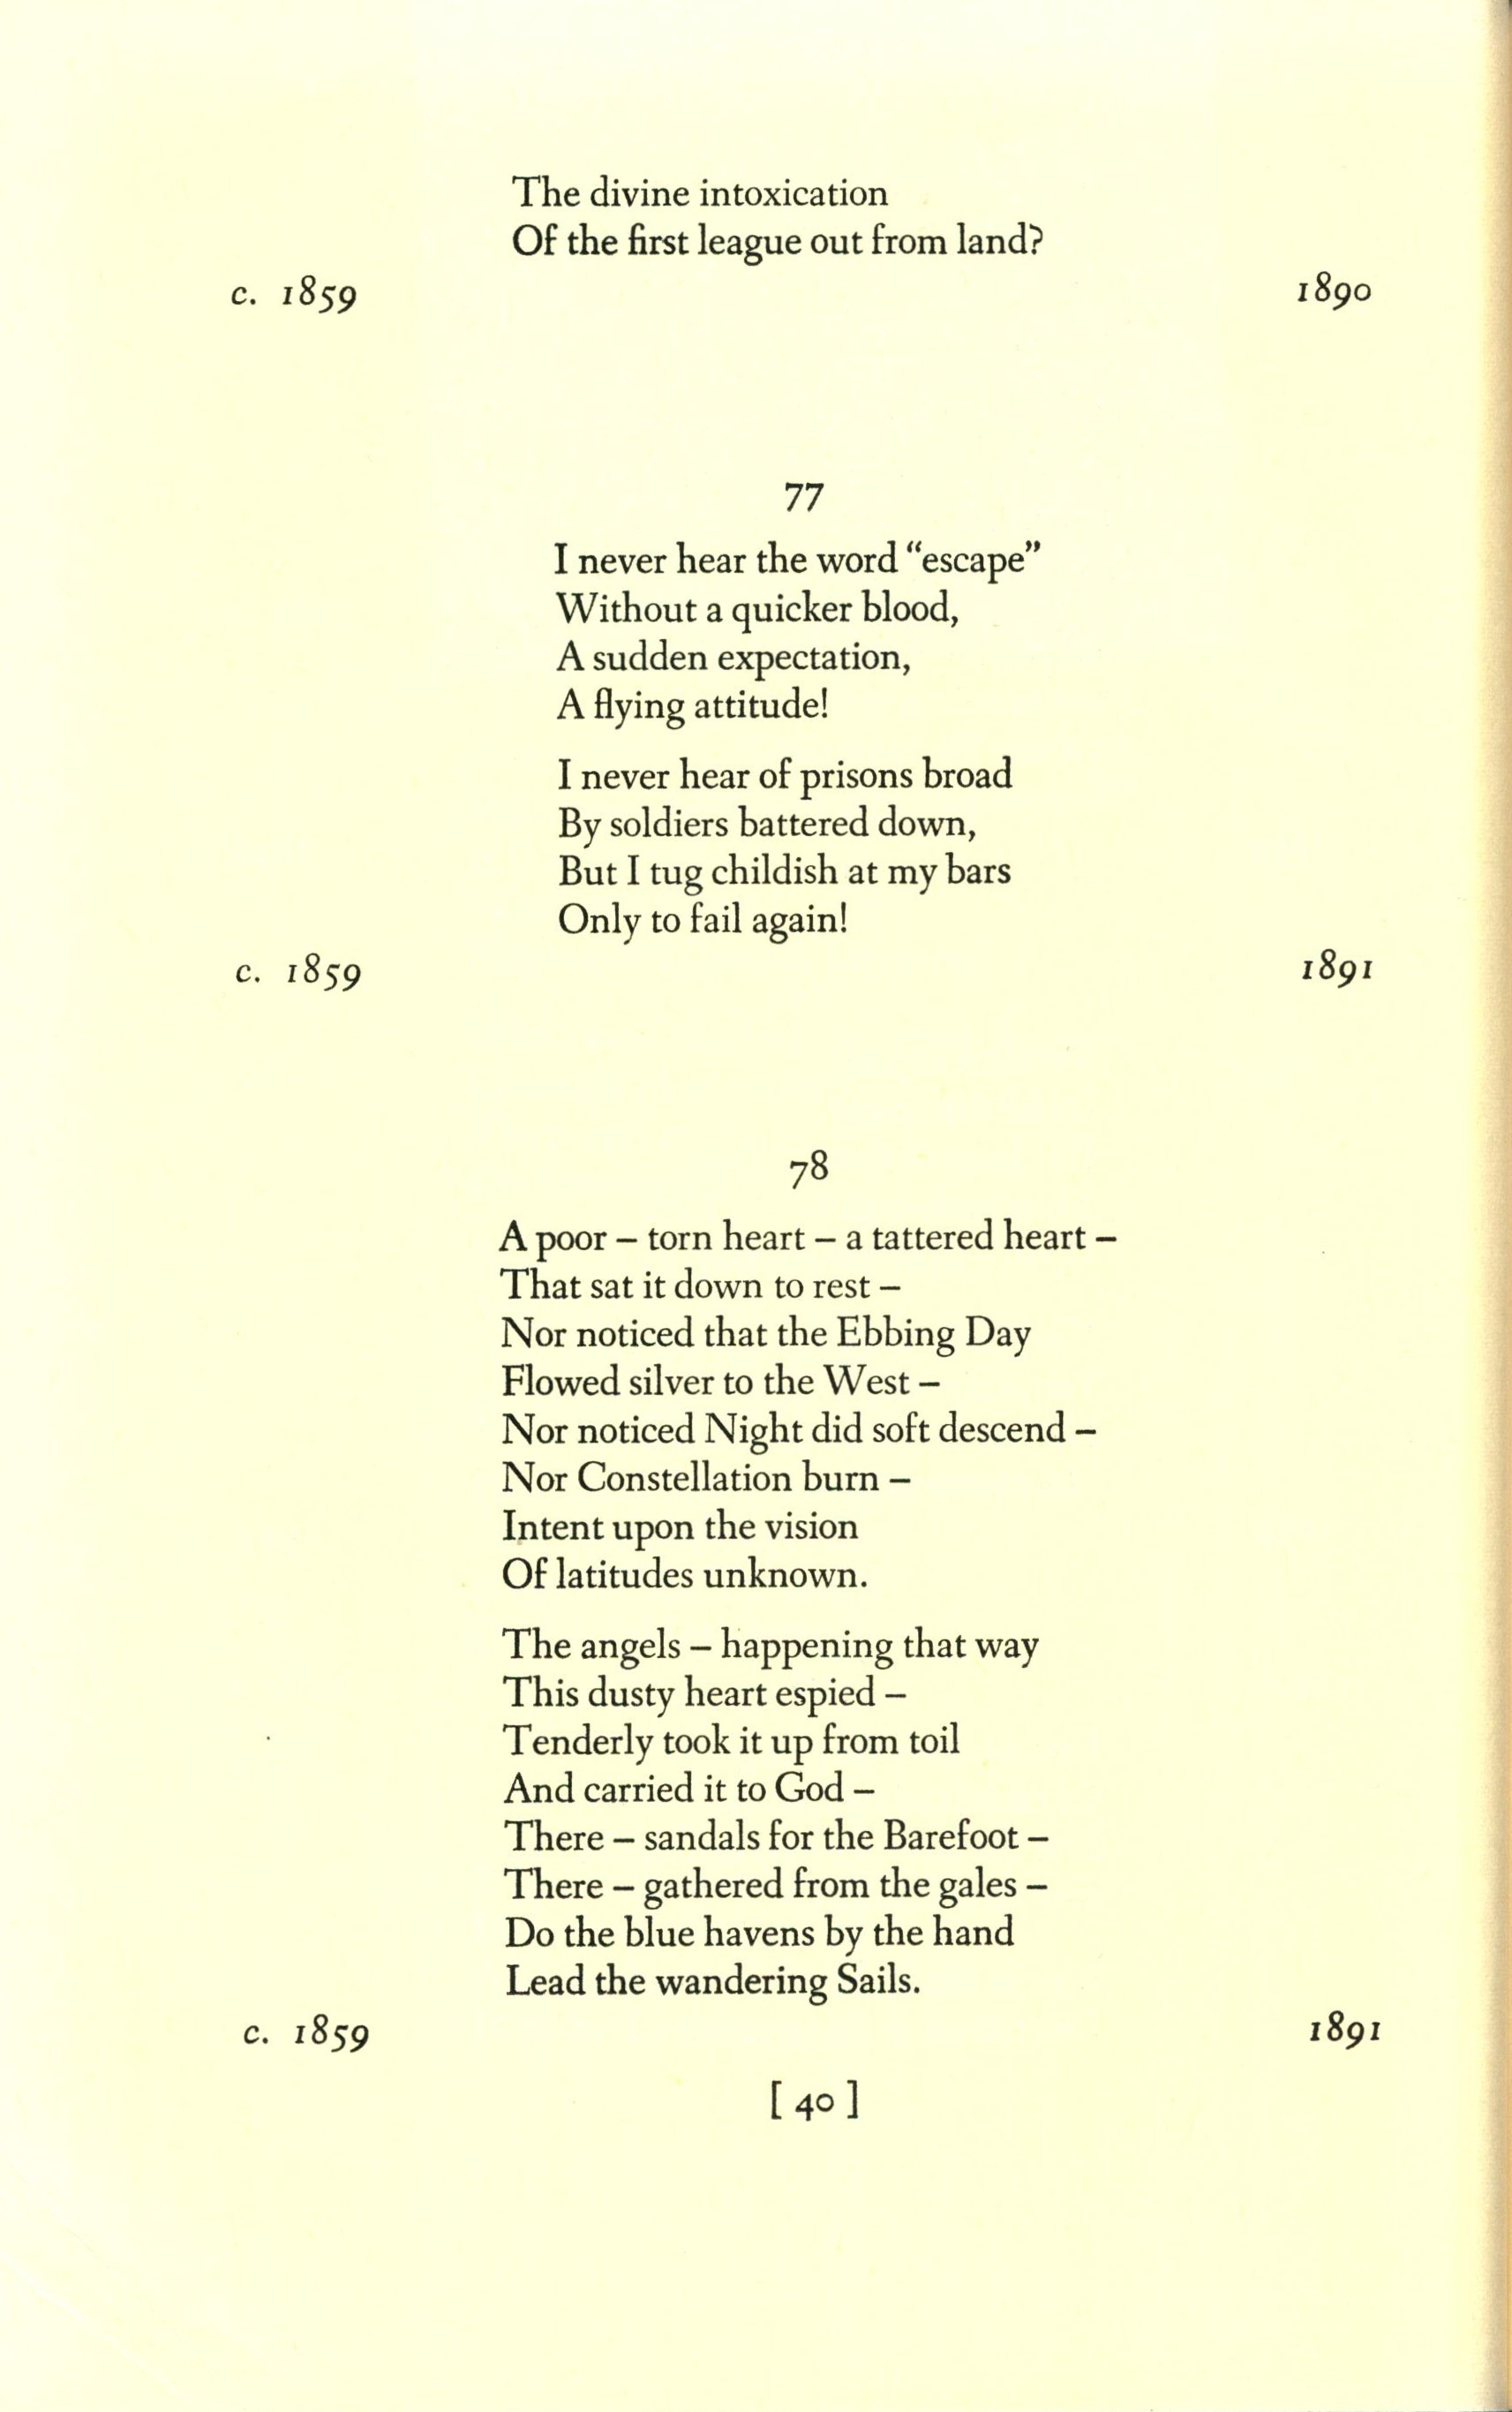 The divine intoxication
Of the first league out from land?
c. 1859 1890
77
I never hear the word “escape”
Without a quicker blood,
A sudden expectation,
A flying attitude!
I never hear of prisons broad
By soldiers battered down,
But I tug childish at my bars
Only to fail again!
c. 1859 1891
78
A poor – torn heart – a tattered heart –
That sat it down to rest –
Nor noticed that the Ebbing Day
Flowed silver to the West –
Nor noticed Night did soft descend –
Nor Constellation burn –
Intent upon the vision
Of latitudes unknown.
The angels – happening that way
This dusty heart espied –
Tenderly took it up from toil
And carried it to God –
There – sandals for the Barefoot –
There – gathered from the gales –
Do the blue havens by the hand
Lead the wandering Sails.
c. 1859 1891
[ 40 ]